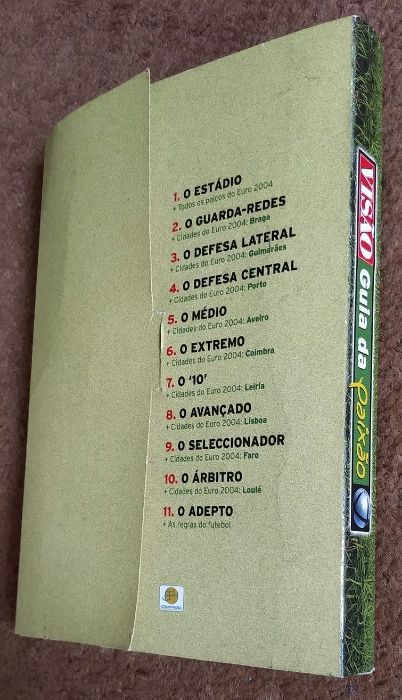 1. O ESTÁDIO
+ Todos os palcos do Euro 2004
2. O GUARDA-REDES
+ Cidades do Euro 2004: Braga
3. O DEFESA LATERAL
+ Cidades do Euro 2004: Guimarães
4. O DEFESA CENTRAL
+ Cidades do Euro 2004: Porto
5. O MÉDIO
+ Cidades do Euro 2004: Aveiro
6. O EXTREMO
+ Cidades do Euro 2004: Coimbra
7. O '10'
+ Cidades do Euro 2004: Leiria
8. O AVANÇADO
+ Cidades do Euro 2004: Lisboa
9. O SELECCIONADOR
+ Cidades do Euro 2004: Faro
10. O ÁRBITRO
+ Cidades do Euro 2004: Loulé
11. O ADEPTO
+ As regras do futebol
VISÃO Guia da Paixão